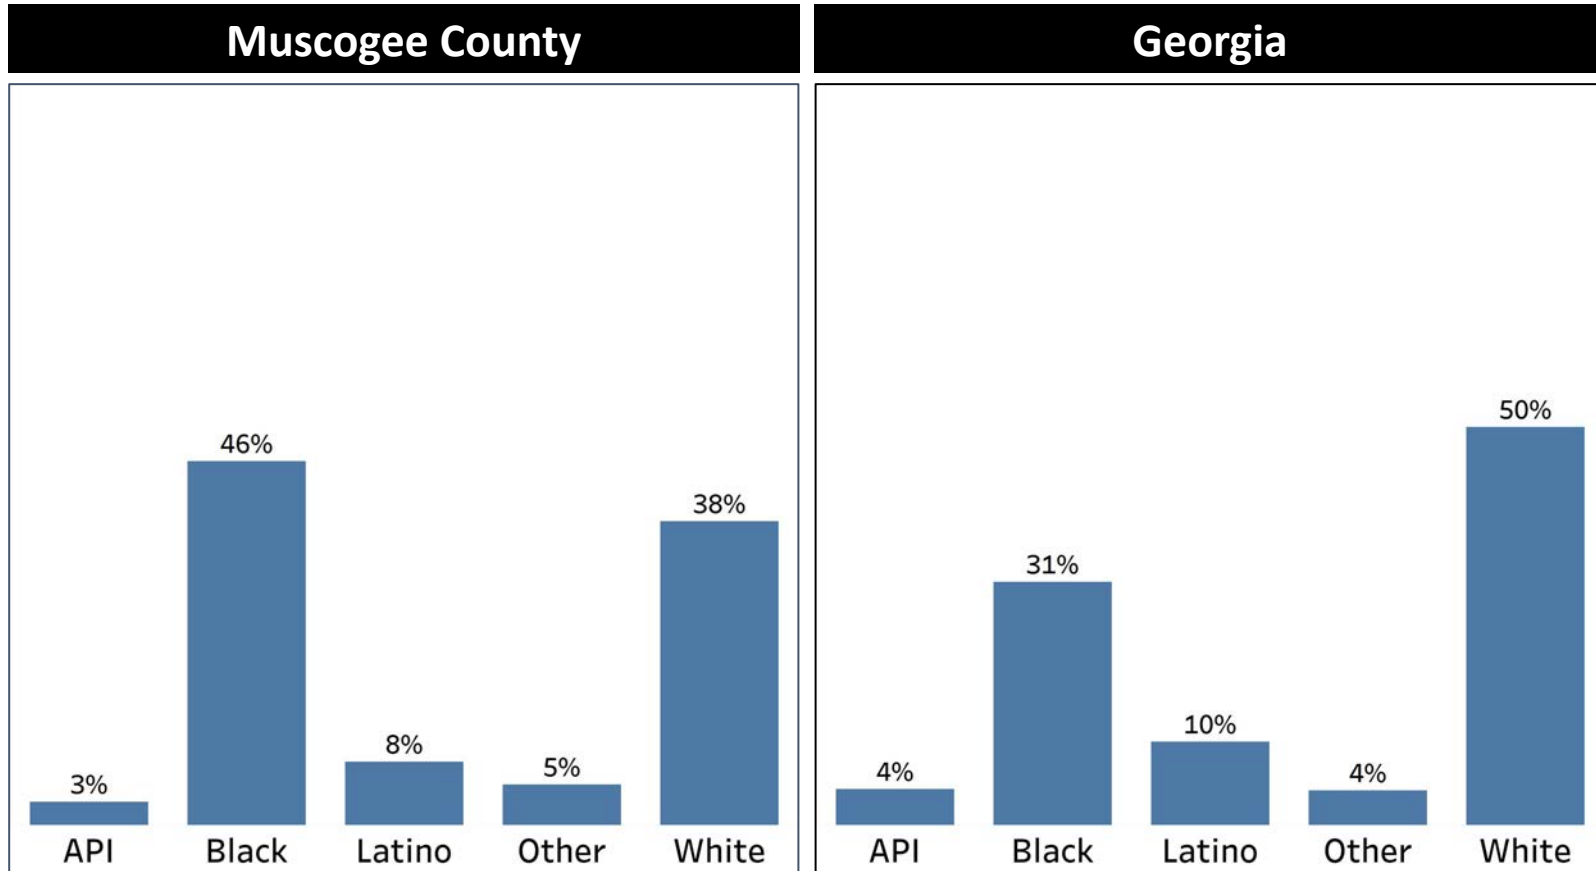 Muscogee County
46%
38%
8%
5%
3%
API Black Latino Other White
Georgia
50%
31%
10%
4%
4%
API Black Latino Other White